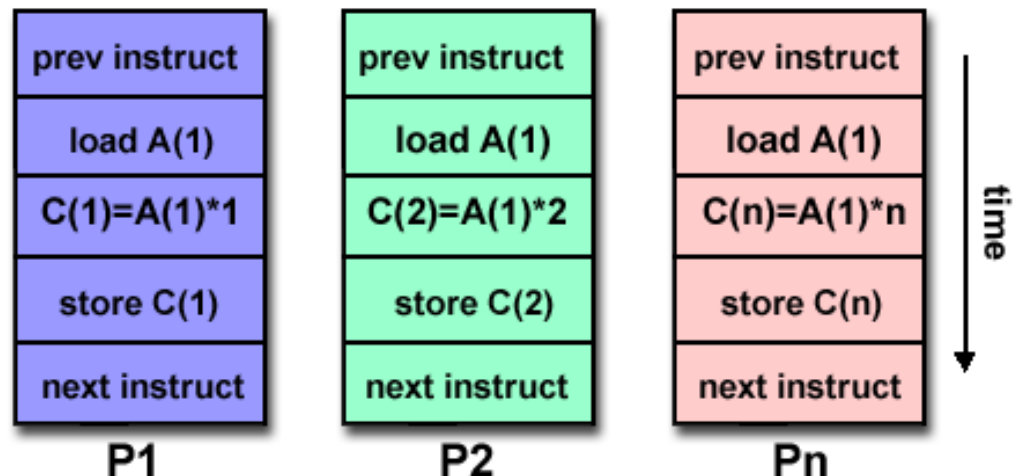 prev instruct
load A(1)
C(1)=A(1)*1
store C(1)
next instruct
P1
prev instruct
load A(1)
C(2)=A(1)*2
store C(2)
next instruct
P2
prev instruct
load A(1)
C(n)=A(1)*n
store C(n)
next instruct
Pn
time